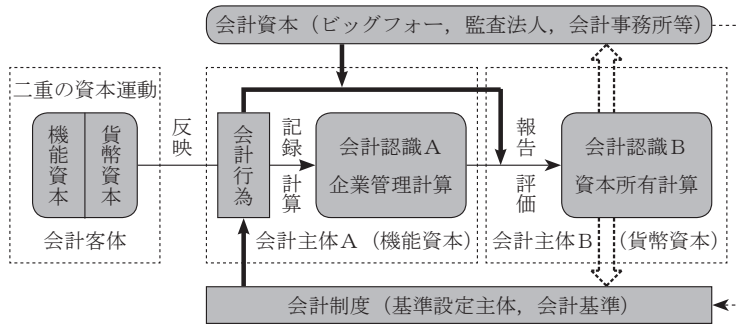 会計資本（ビッグフォー，監査法人，会計事務所等）
二重の資本運動
機能資本
貨幣資本
会計客体
反映
会計行為
記録
計算
会計認識A
企業管理計算
会計主体A（機能資本）
報告
評価
会計認識B
資本所有計算
会計主体B（貨幣資本）
会計制度（基準設定主体，会計基準）